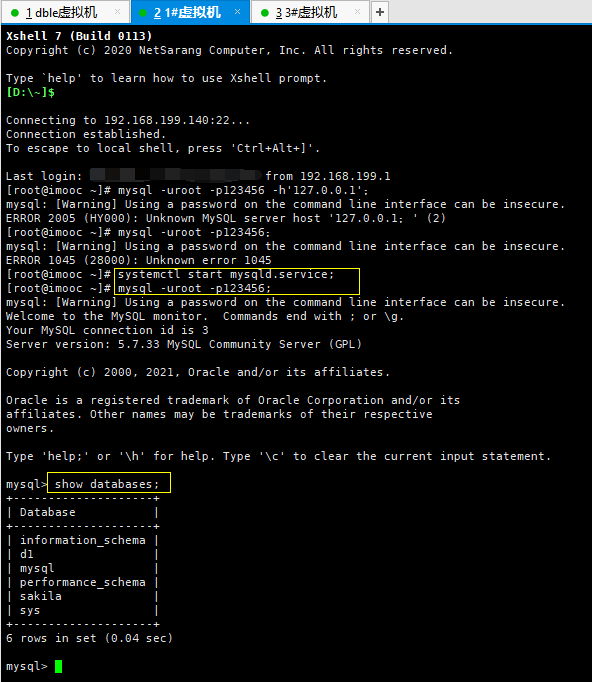 1 dble虚拟机 × 2 1#虚拟机 × 3 3#虚拟机 × +
Xshell 7 (Build 0113)
Copyright (c) 2020 NetSarang Computer, Inc. All rights reserved.
Type `help' to learn how to use Xshell prompt.
[D:\~]$
Connecting to 192.168.199.140:22...
Connection established.
To escape to local shell, press 'Ctrl+Alt+]'.
Last login: from 192.168.199.1
[root@imooc ~]# mysql -uroot -p123456 -h'127.0.0.1‘;
mysql: [Warning] Using a password on the command line interface can be insecure.
ERROR 2005 (HY000): Unknown MySQL server host '127.0.0.1; ' (2)
[root@imooc ~]# mysql -uroot -p123456;
mysql: [Warning] Using a password on the command line interface can be insecure.
ERROR 1045 (28000): Unknown error 1045
[root@imooc ~]# systemctl start mysqld.service;
[root@imooc ~]# mysql -uroot -p123456;
mysql: [Warning] Using a password on the command line interface can be insecure.
Welcome to the MySQL monitor.  Commands end with ; or \g.
Your MySQL connection id is 3
Server version: 5.7.33 MySQL Community Server (GPL)
Copyright (c) 2000, 2021, Oracle and/or its affiliates.
Oracle is a registered trademark of Oracle Corporation and/or its
affiliates. Other names may be trademarks of their respective
owners.
Type 'help;' or '\h' for help. Type '\c' to clear the current input statement.
mysql> show databases;
+--------------------+
| Database           |
+--------------------+
| information_schema |
| d1                 |
| mysql              |
| performance_schema |
| sakila             |
| sys                |
+--------------------+
6 rows in set (0.04 sec)
mysql>